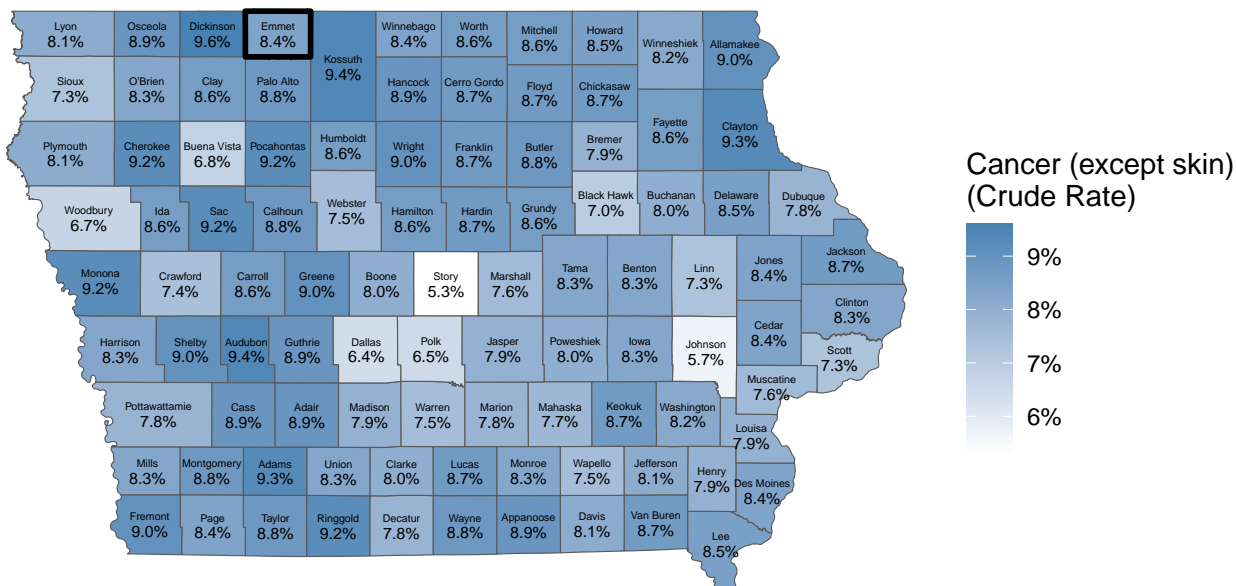 Lyon
8.1%
Osceola
8.9%
Dickinson
9.6%
Emmet
8.4%
Kossuth
9.4%
Winnebago
8.4%
Worth
8.6%
Mitchell
8.6%
Howard
8.5%
Winneshiek
8.2%
Allamakee
9.0%
Sioux
7.3%
O'Brien
8.3%
Clay
8.6%
Palo Alto
8.8%
Hancock
8.9%
Cerro Gordo
8.7%
Floyd
8.7%
Chickasaw
8.7%
Fayette
8.6%
Clayton
9.3%
Plymouth
8.1%
Cherokee
9.2%
Buena Vista
6.8%
Pocahontas
9.2%
Humboldt
8.6%
Wright
9.0%
Franklin
8.7%
Butler
8.8%
Bremer
7.9%
Woodbury
6.7%
Ida
8.6%
Sac
9.2%
Calhoun
8.8%
Webster
7.5%
Hamilton
8.6%
Hardin
8.7%
Grundy
8.6%
Black Hawk
7.0%
Buchanan
8.0%
Delaware
8.5%
Dubuque
7.8%
Monona
9.2%
Crawford
7.4%
Carroll
8.6%
Greene
9.0%
Boone
8.0%
Story
5.3%
Marshall
7.6%
Tama
8.3%
Benton
8.3%
Linn
7.3%
Jones
8.4%
Jackson
8.7%
Clinton
8.3%
Harrison
8.3%
Shelby
9.0%
Audubon
9.4%
Guthrie
8.9%
Dallas
6.4%
Polk
6.5%
Jasper
7.9%
Poweshiek
8.0%
Iowa
8.3%
Johnson
5.7%
Cedar
8.4%
Scott
7.3%
Muscatine
7.6%
Pottawattamie
7.8%
Cass
8.9%
Adair
8.9%
Madison
7.9%
Warren
7.5%
Marion
7.8%
Mahaska
7.7%
Keokuk
8.7%
Washington
8.2%
Louisa
7.9%
Mills
8.3%
Montgomery
8.8%
Adams
9.3%
Union
8.3%
Clarke
8.0%
Lucas
8.7%
Monroe
8.3%
Wapello
7.5%
Jefferson
8.1%
Henry
7.9%
Des Moines
8.4%
Fremont
9.0%
Page
8.4%
Taylor
8.8%
Ringgold
9.2%
Decatur
7.8%
Wayne
8.8%
Appanoose
8.9%
Davis
8.1%
Van Buren
8.7%
Lee
8.5%
Cancer (except skin)
(Crude Rate)
9%
8%
7%
6%